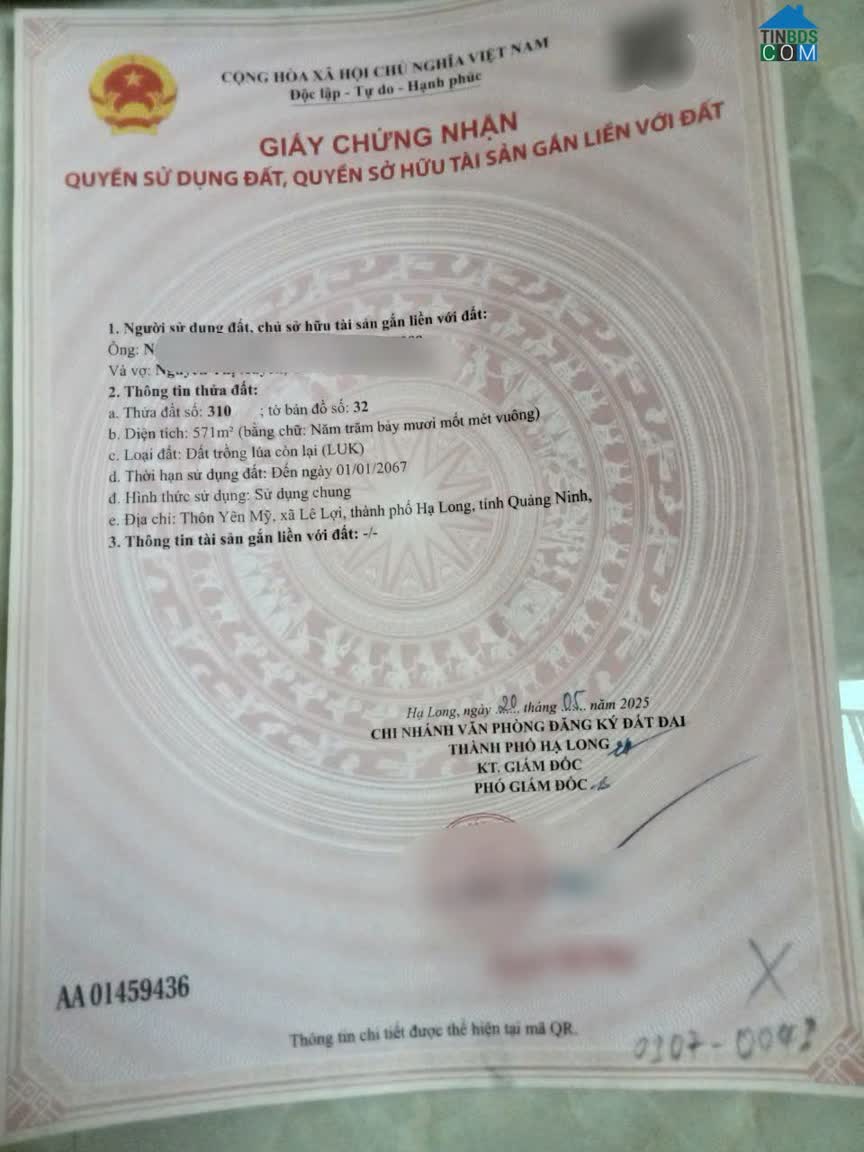 TINBDS
COM
CỘNG HÒA XÃ HỘI CHỦ NGHĨA VIỆT NAM
Độc lập - Tự do - Hạnh phúc
GIẤY CHỨNG NHẬN
QUYỀN SỬ DỤNG ĐẤT, QUYỀN SỞ HỮU TÀI SẢN GẮN LIỀN VỚI ĐẤT
1. Người sử dụng đất, chủ sở hữu tài sản gắn liền với đất:
Ông: N
Và vợ:
2. Thông tin thửa đất:
a. Thửa đất số: 310 ; tờ bản đồ số: 32
b. Diện tích: 571m² (bằng chữ: Năm trăm bảy mươi mốt mét vuông)
c. Loại đất: Đất trồng lúa còn lại (LUK)
d. Thời hạn sử dụng đất: Đến ngày 01/01/2067
đ. Hình thức sử dụng: Sử dụng chung
e. Địa chỉ: Thôn Yên Mỹ, xã Lê Lợi, thành phố Hạ Long, tỉnh Quảng Ninh,
3. Thông tin tài sản gắn liền với đất: -/-
Hạ Long, ngày 20 tháng 05 năm 2025
CHI NHÁNH VĂN PHÒNG ĐĂNG KÝ ĐẤT ĐAI
THÀNH PHỐ HẠ LONG
KT. GIÁM ĐỐC
PHÓ GIÁM ĐỐC
AA 01459436
Thông tin chi tiết được thể hiện tại mã QR.